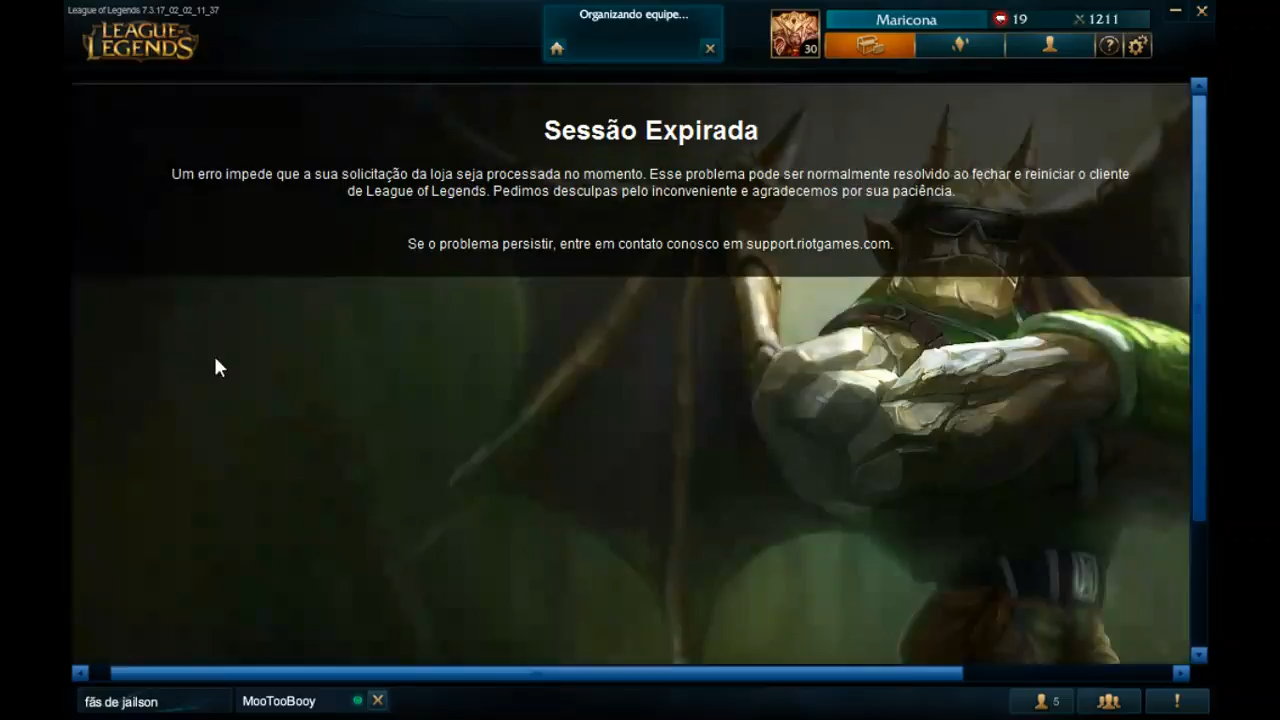 League of Legends 7.3.17_02_02_11_37
LEAGUE OF LEGENDS
Organizando equipe...
30
Maricona
19
1211
?
Sessão Expirada
Um erro impede que a sua solicitação da loja seja processada no momento. Esse problema pode ser normalmente resolvido ao fechar e reiniciar o cliente
de League of Legends. Pedimos desculpas pelo inconveniente e agradecemos por sua paciência.
Se o problema persistir, entre em contato conosco em support.riotgames.com.
fãs de jailson
MooTooBooy
5
!